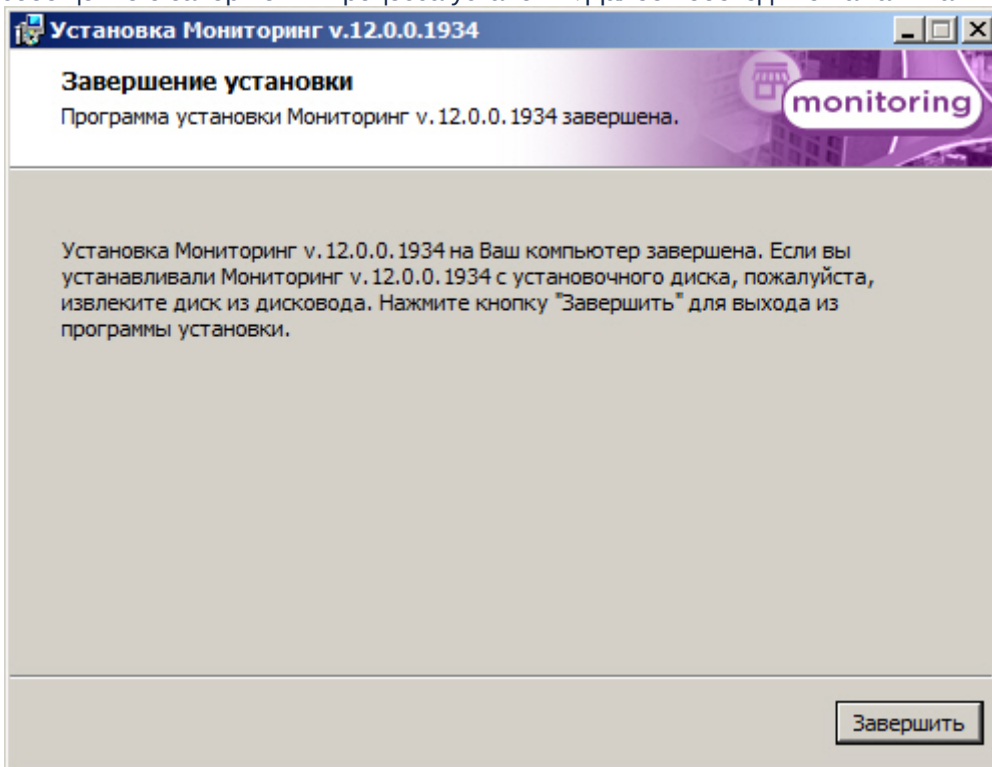 Установка Мониторинг v.12.0.0.1934
Завершение установки
Программа установки Мониторинг v.12.0.0.1934 завершена.
monitoring
Установка Мониторинг v.12.0.0.1934 на Ваш компьютер завершена. Если вы
устанавливали Мониторинг v.12.0.0.1934 с установочного диска, пожалуйста,
извлеките диск из дисковода. Нажмите кнопку "Завершить" для выхода из
программы установки.
Завершить